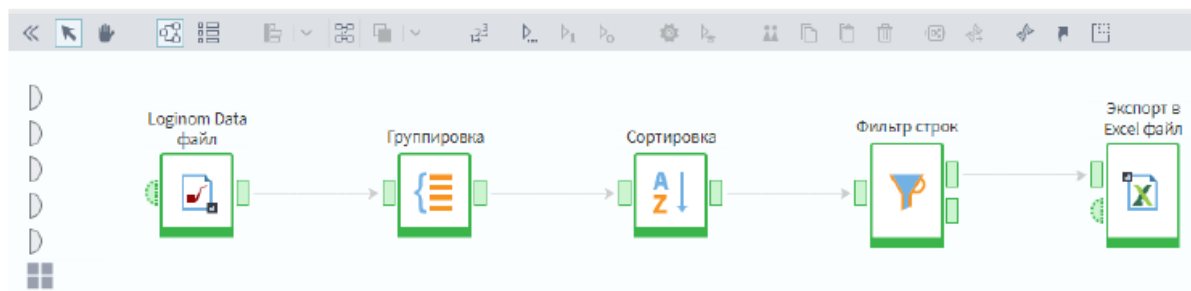 Loginom Data
файл
Группировка
Сортировка
Фильтр строк
Экспорт в
Excel файл